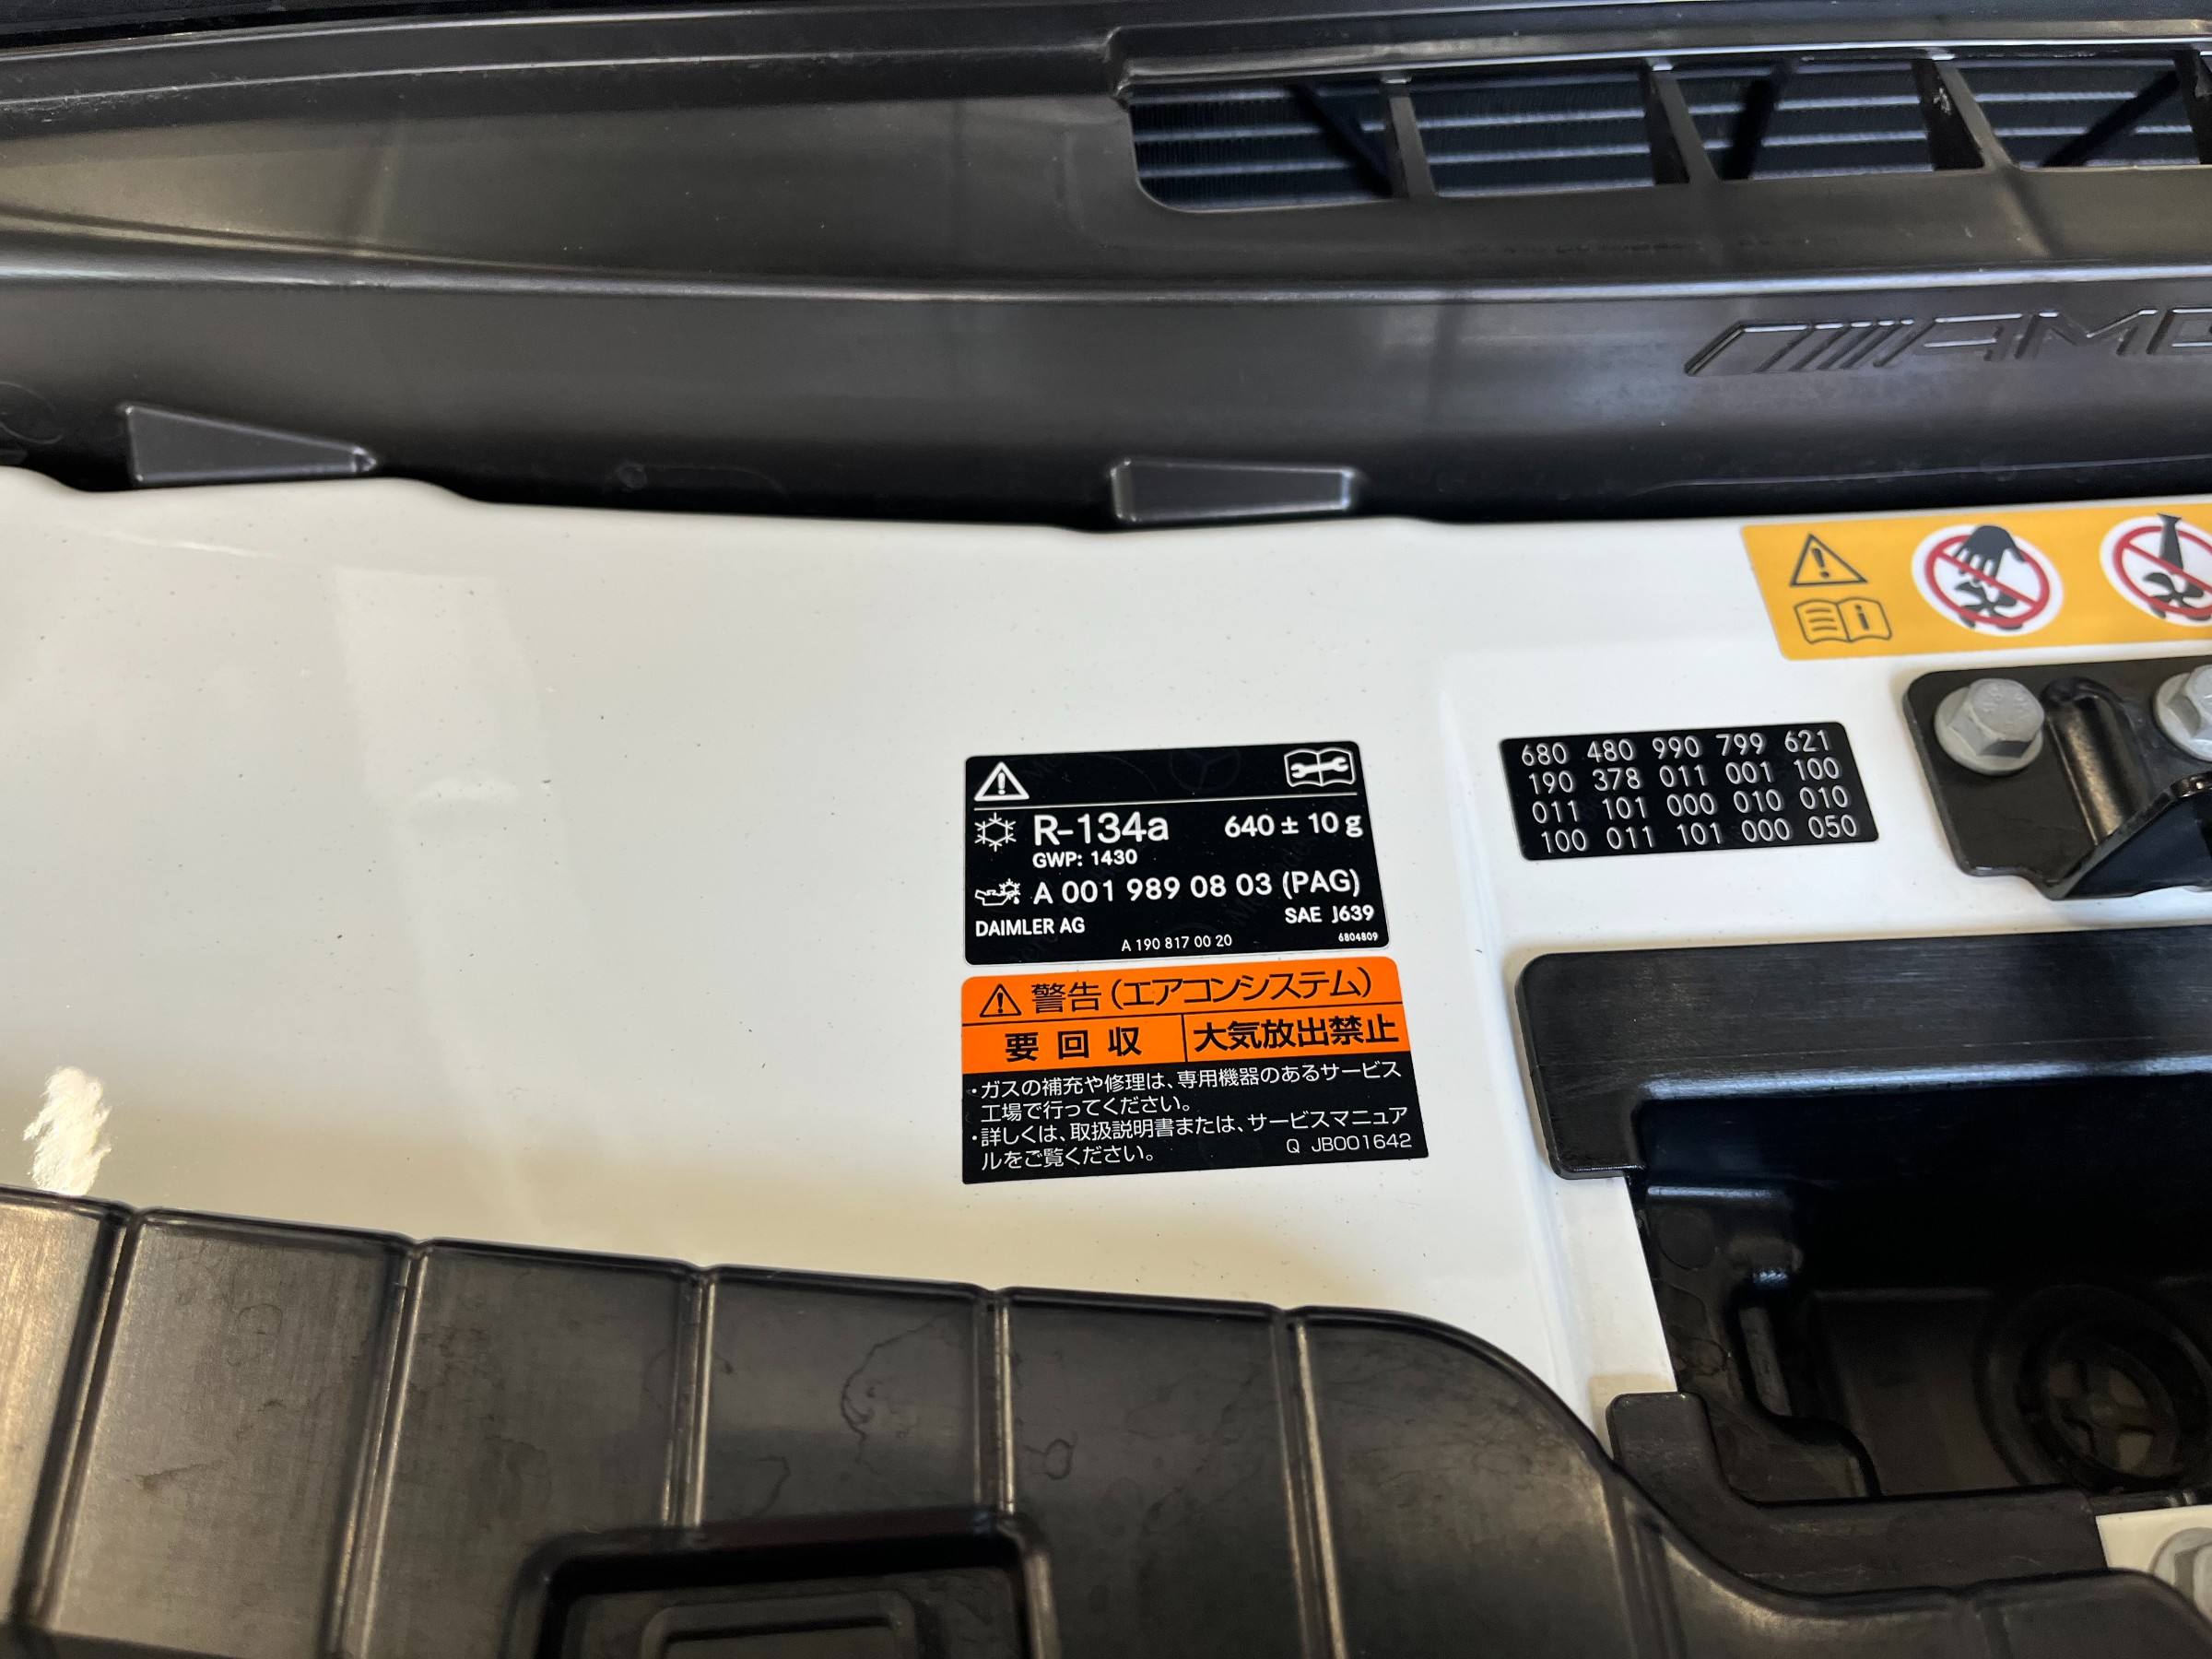 AMG
680 480 990 799 621
190 378 011 001 100
011 101 000 010 010
100 011 101 000 050
R-134a 640 ± 10 g
GWP: 1430
A 001 989 08 03 (PAG)
DAIMLER AG SAE J639
A 190 817 00 20 6804809
警告(エアコンシステム)
要回収 大気放出禁止
・ガスの補充や修理は、専用機器のあるサービス
工場で行ってください。
・詳しくは、取扱説明書または、サービスマニュア
ルをご覧ください。 Q JB001642